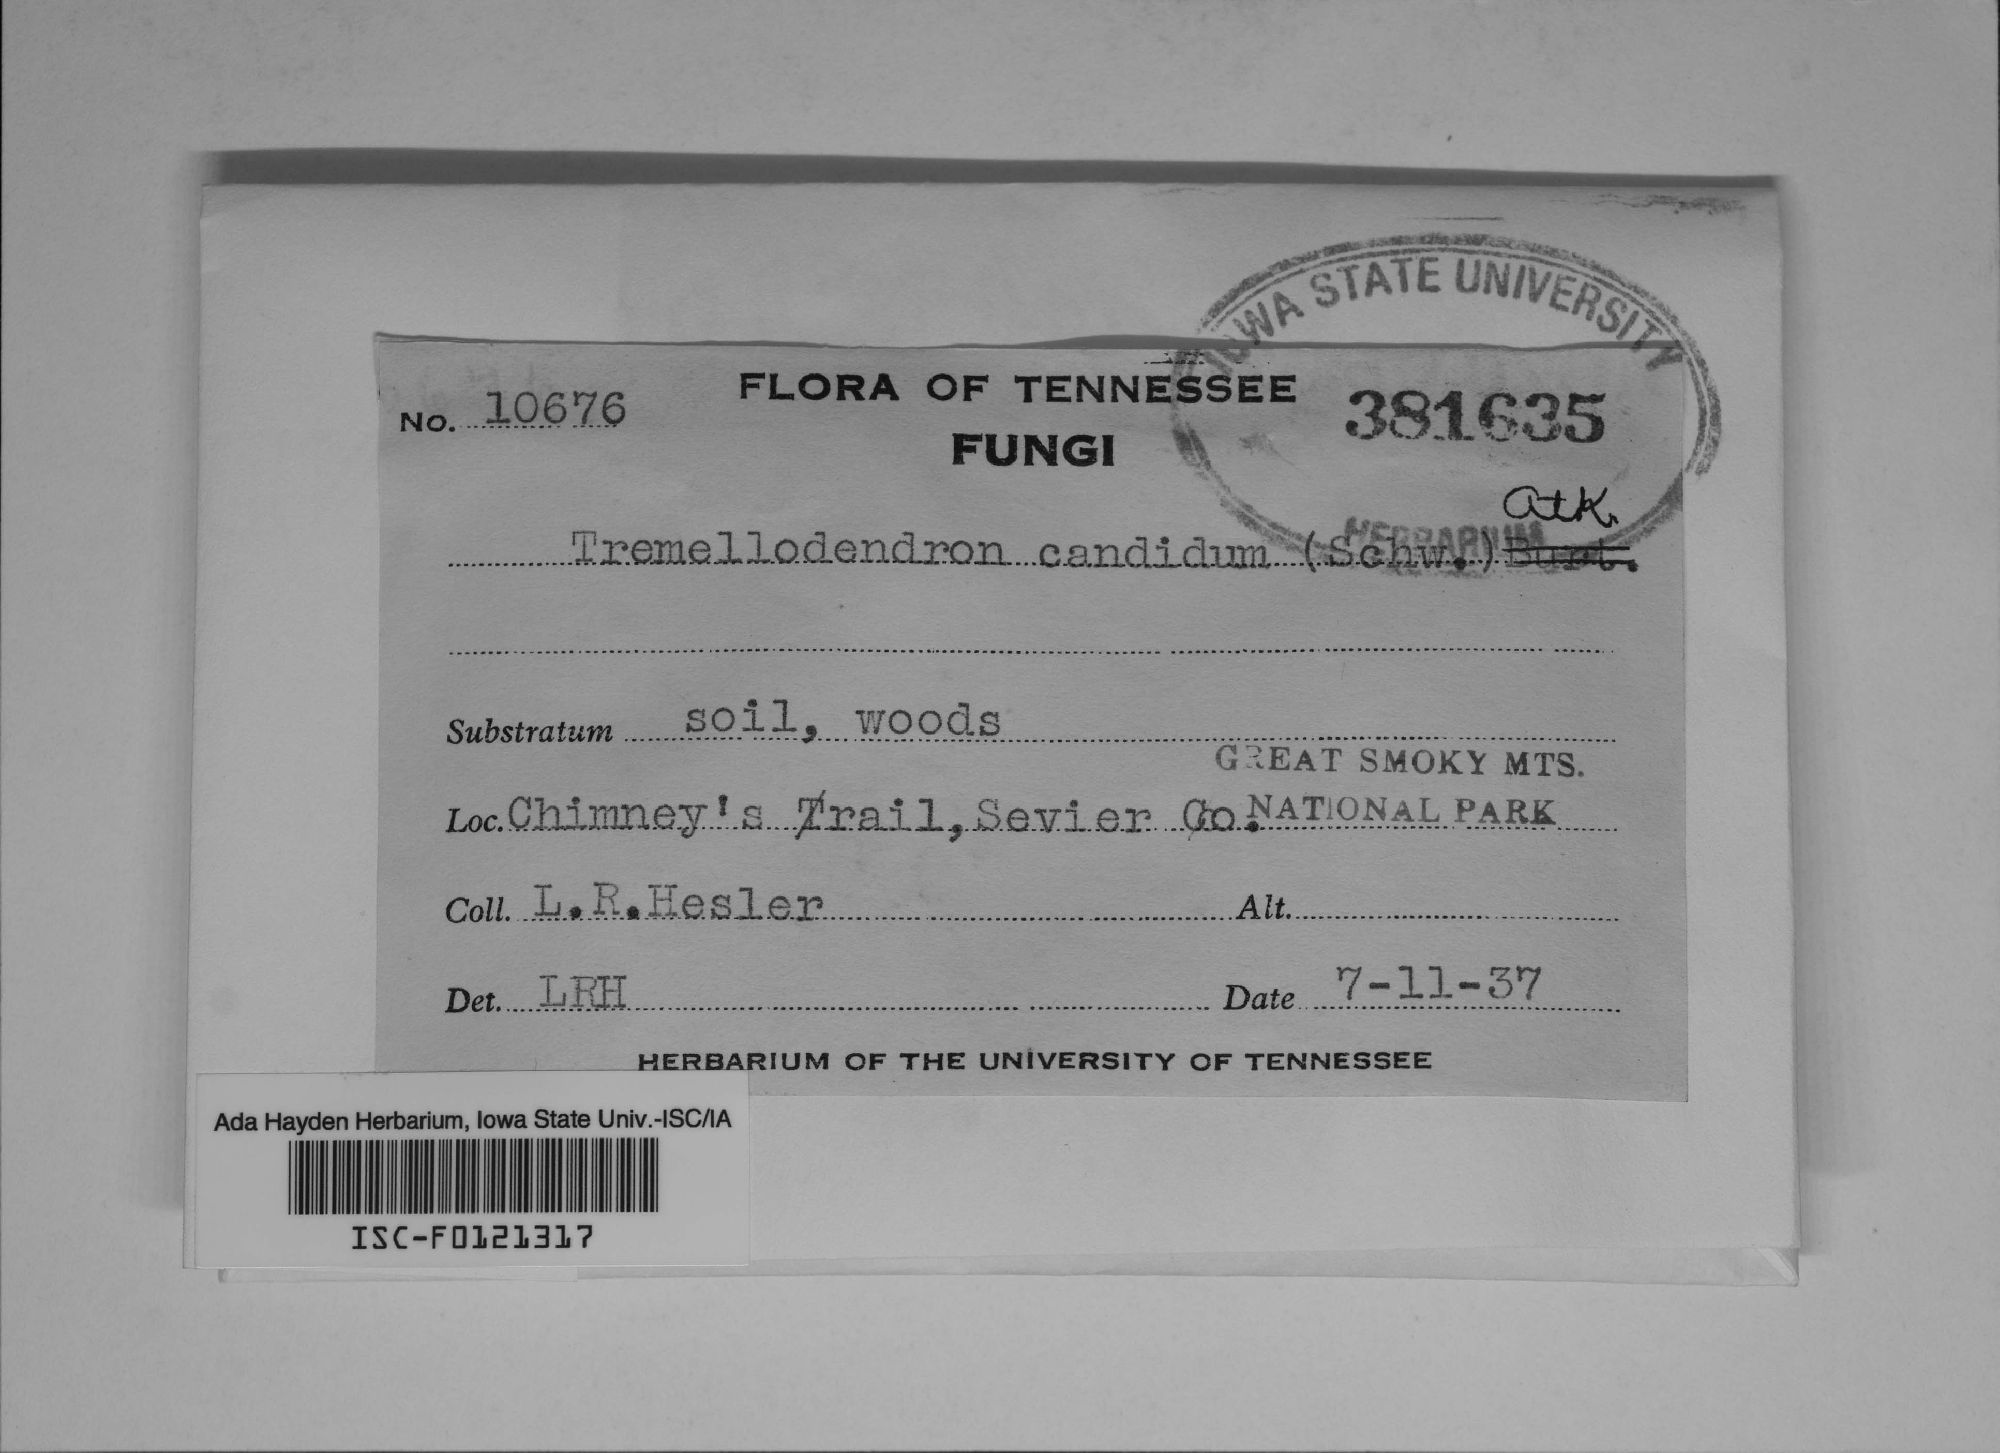 IOWA STATE UNIVERSITY
FLORA OF TENNESSEE
No. 10676
381635
FUNGI
Atk.
HERBARIUM
Tremellodendron candidum (Schw.) Burt.
Substratum soil, woods
GREAT SMOKY MTS.
Loc. Chimney's Trail, Sevier Co. NATIONAL PARK
Coll. L.R.Hesler Alt.
Det. LRH Date 7-11-37
HERBARIUM OF THE UNIVERSITY OF TENNESSEE
Ada Hayden Herbarium, Iowa State Univ.-ISC/IA
ISC-F0121317